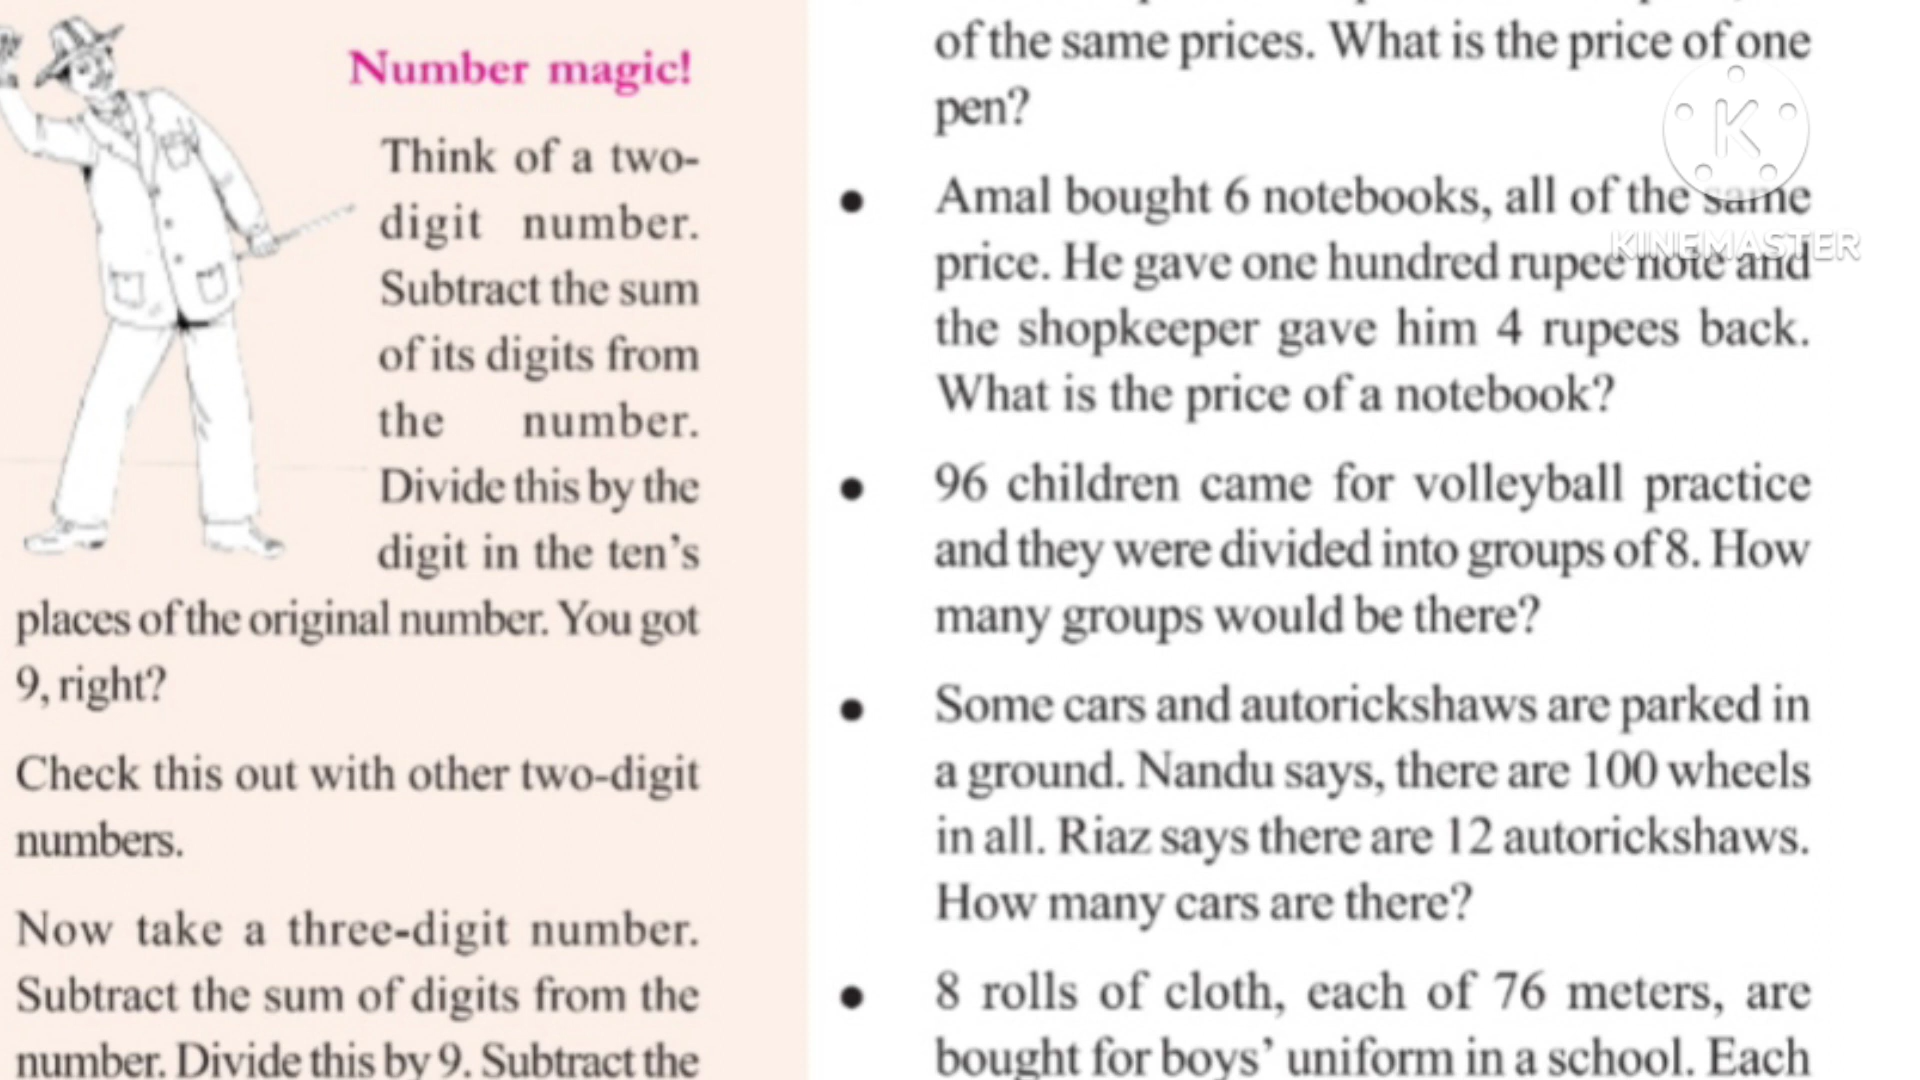 Number magic!
Think of a two-
digit number.
Subtract the sum
of its digits from
the number.
Divide this by the
digit in the ten's
places of the original number. You got
9, right?
Check this out with other two-digit
numbers.
Now take a three-digit number.
Subtract the sum of digits from the
number. Divide this by 9. Subtract the
of the same prices. What is the price of one
pen?
• Amal bought 6 notebooks, all of the same
price. He gave one hundred rupee note and
the shopkeeper gave him 4 rupees back.
What is the price of a notebook?
• 96 children came for volleyball practice
and they were divided into groups of 8. How
many groups would be there?
• Some cars and autorickshaws are parked in
a ground. Nandu says, there are 100 wheels
in all. Riaz says there are 12 autorickshaws.
How many cars are there?
• 8 rolls of cloth, each of 76 meters, are
bought for boys' uniform in a school. Each
K
KINEMASTER